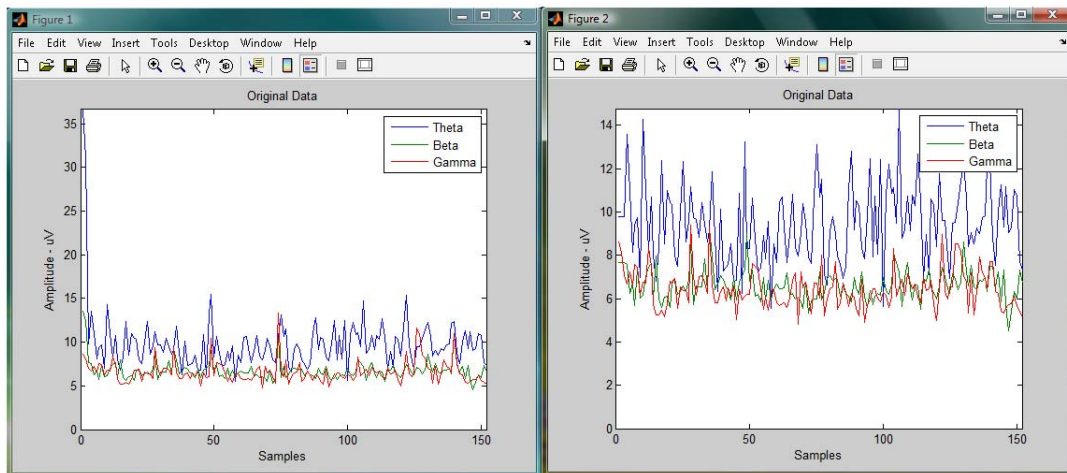 Figure 1
File Edit View Insert Tools Desktop Window Help
Original Data
Theta
Beta
Gamma
35
30
25
20
15
10
5
0
Amplitude - uV
0 50 100 150
Samples
Figure 2
File Edit View Insert Tools Desktop Window Help
Original Data
Theta
Beta
Gamma
14
12
10
8
6
4
2
0
Amplitude - uV
0 50 100 150
Samples